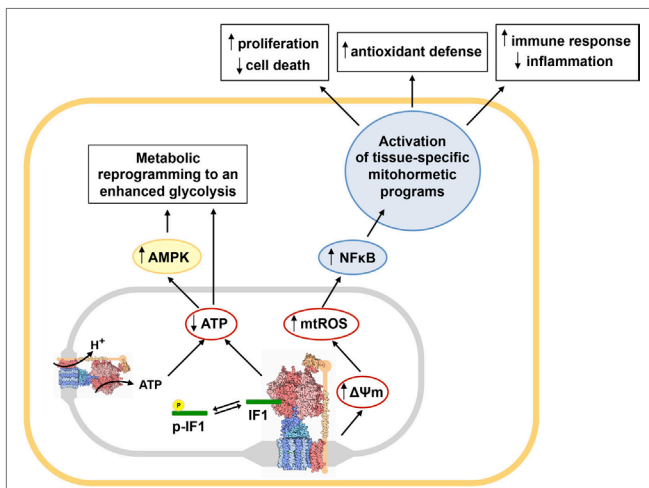 ↑ proliferation
↓ cell death
↑ antioxidant defense
↑ immune response
↓ inflammation
Activation
of tissue-specific
mitohormetic
programs
Metabolic
reprogramming to an
enhanced glycolysis
↑ AMPK
↑ NFκB
↓ ATP
↑ mtROS
H+
ATP
P
p-IF1
IF1
↑ ΔΨm